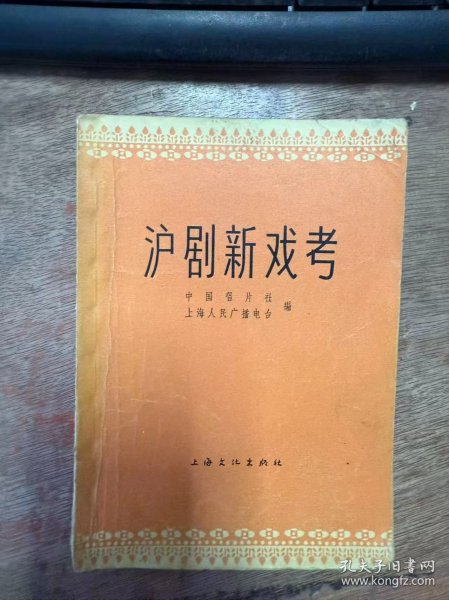 沪剧新戏考
中国唱片社
上海人民广播电台
编
上海文化出版社
孔夫子旧书网
www.kongfz.com